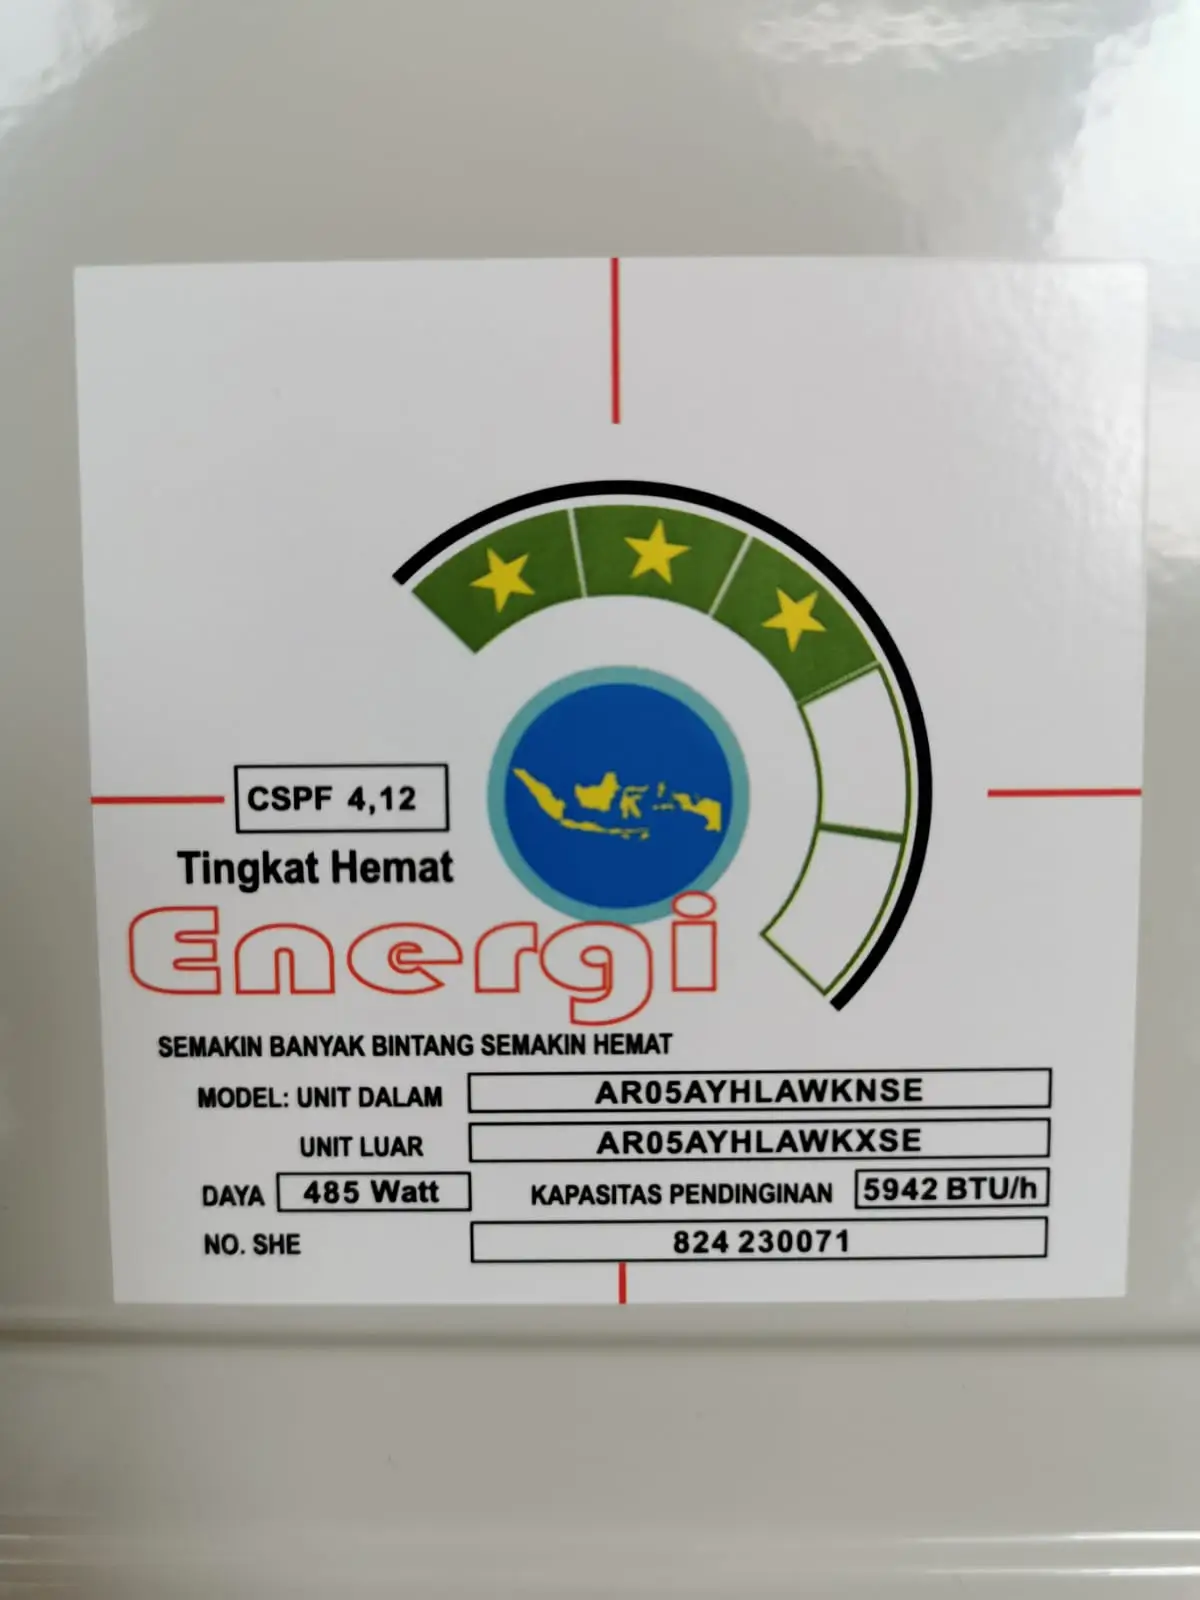 CSPF 4,12
Tingkat Hemat
Energi
SEMAKIN BANYAK BINTANG SEMAKIN HEMAT
MODEL: UNIT DALAM AR05AYHLAWKNSE
UNIT LUAR AR05AYHLAWKXSE
DAYA 485 Watt KAPASITAS PENDINGINAN 5942 BTU/h
NO. SHE 824 230071